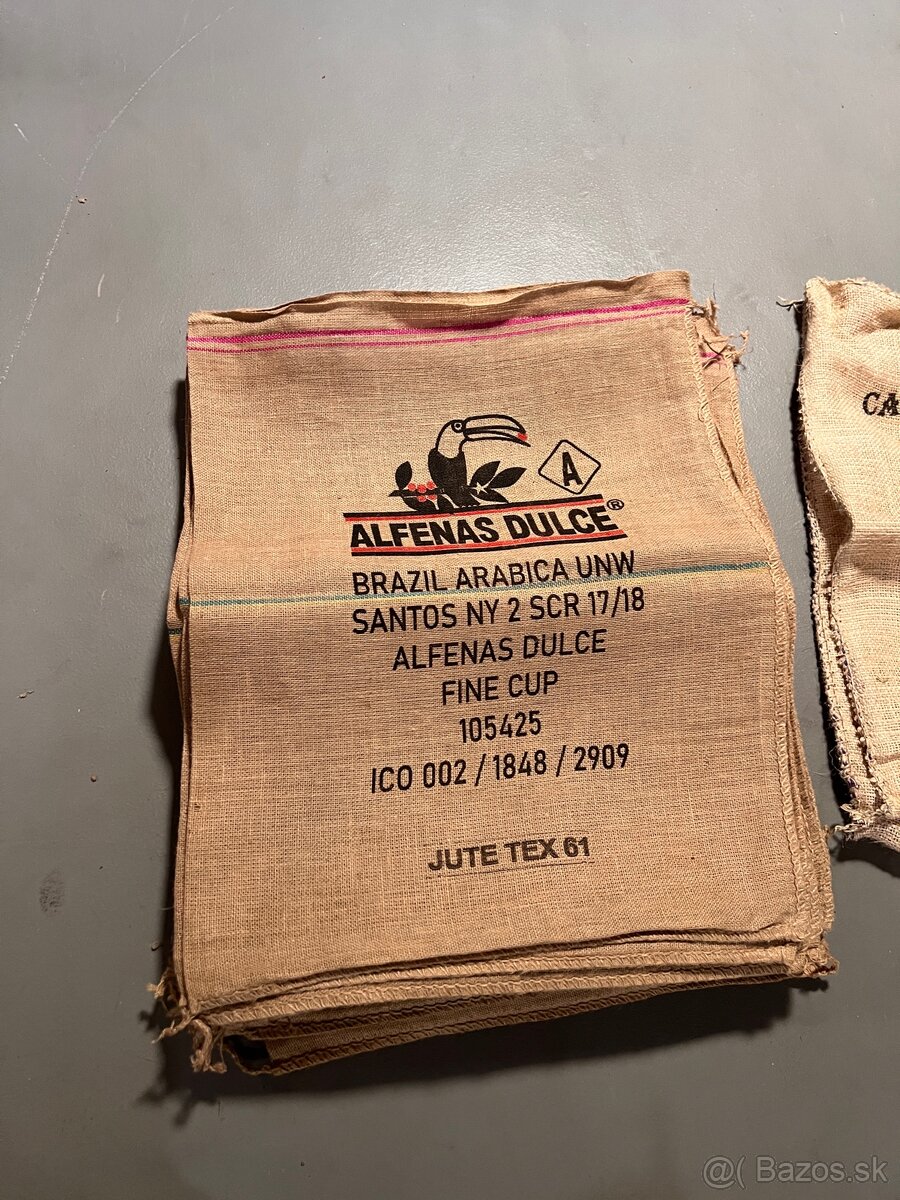 A
ALFENAS DULCE®
BRAZIL ARABICA UNW
SANTOS NY 2 SCR 17/18
ALFENAS DULCE
FINE CUP
105425
ICO 002 / 1848 / 2909
JUTE TEX 61
CA
@( Bazos.sk